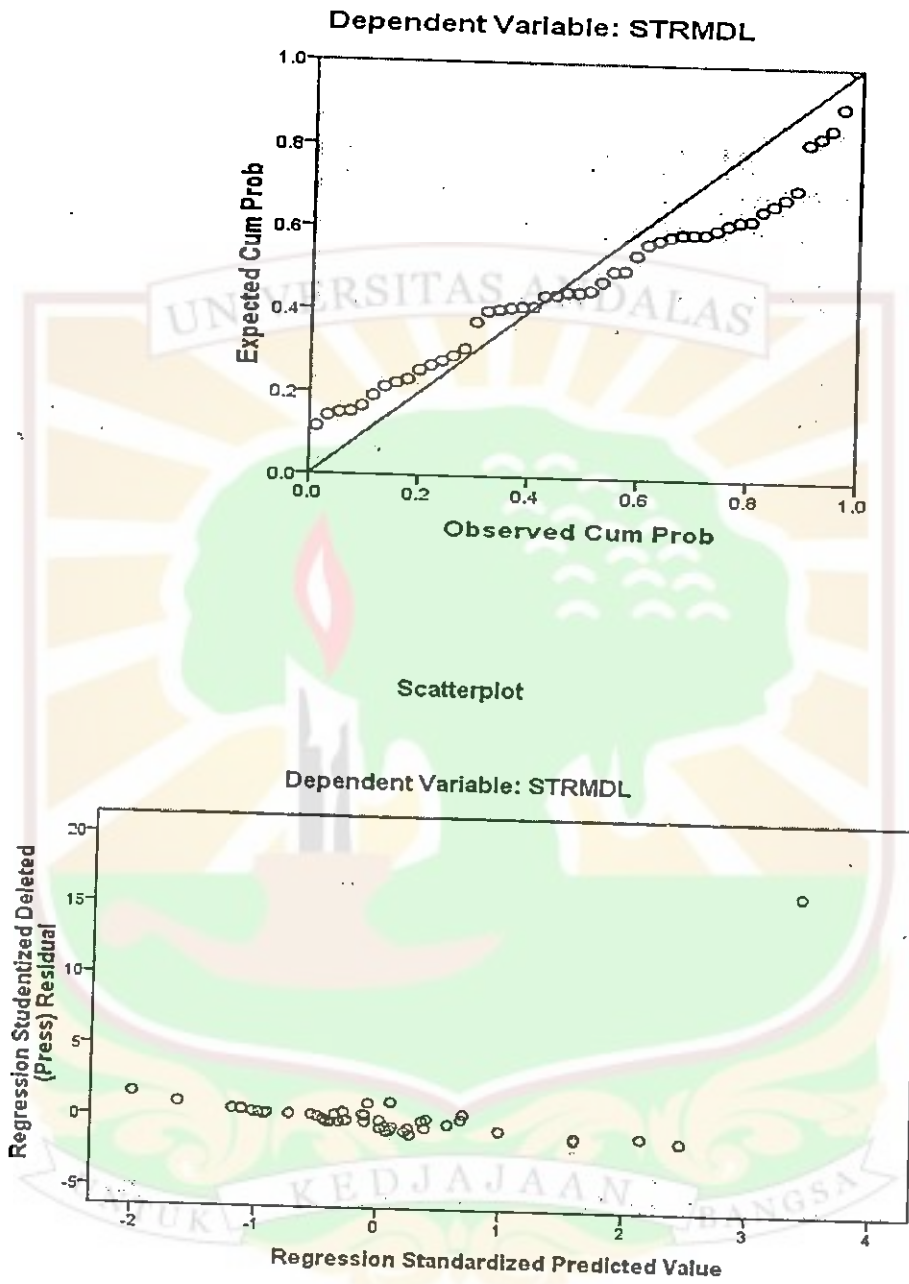 Dependent Variable: STRMDL
1.0
0.8
0.6
0.4
0.2
0.0
Expected Cum Prob
0.0 0.2 0.4 0.6 0.8 1.0
Observed Cum Prob
UNIVERSITAS ANDALAS
Scatterplot
Dependent Variable: STRMDL
20
15
10
5
0
-5
Regression Studentized Deleted
(Press) Residual
-2 -1 0 1 2 3 4
Regression Standardized Predicted Value
UNTUK KEDJAJAAN BANGSA